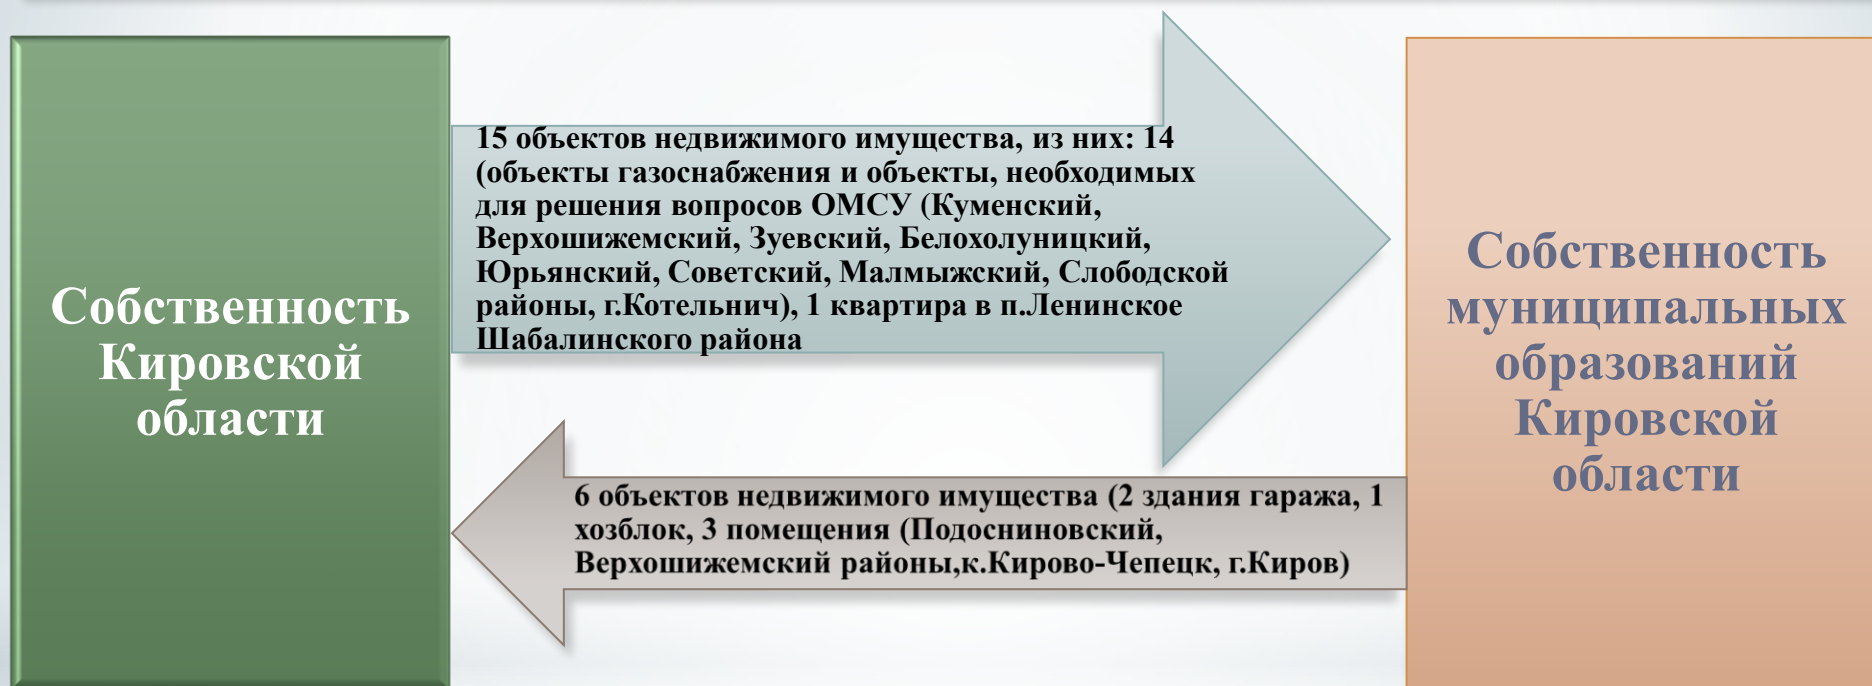 Собственность
Кировской
области
15 объектов недвижимого имущества, из них: 14
(объекты газоснабжения и объекты, необходимых
для решения вопросов ОМСУ (Куменский,
Верхошижемский, Зуевский, Белохолуницкий,
Юрьянский, Советский, Малмыжский, Слободской
районы, г.Котельнич), 1 квартира в п.Ленинское
Шабалинского района
6 объектов недвижимого имущества (2 здания гаража, 1
хозблок, 3 помещения (Подосниновский,
Верхошижемский районы,к.Кирово-Чепецк, г.Киров)
Собственность
муниципальных
образований
Кировской
области